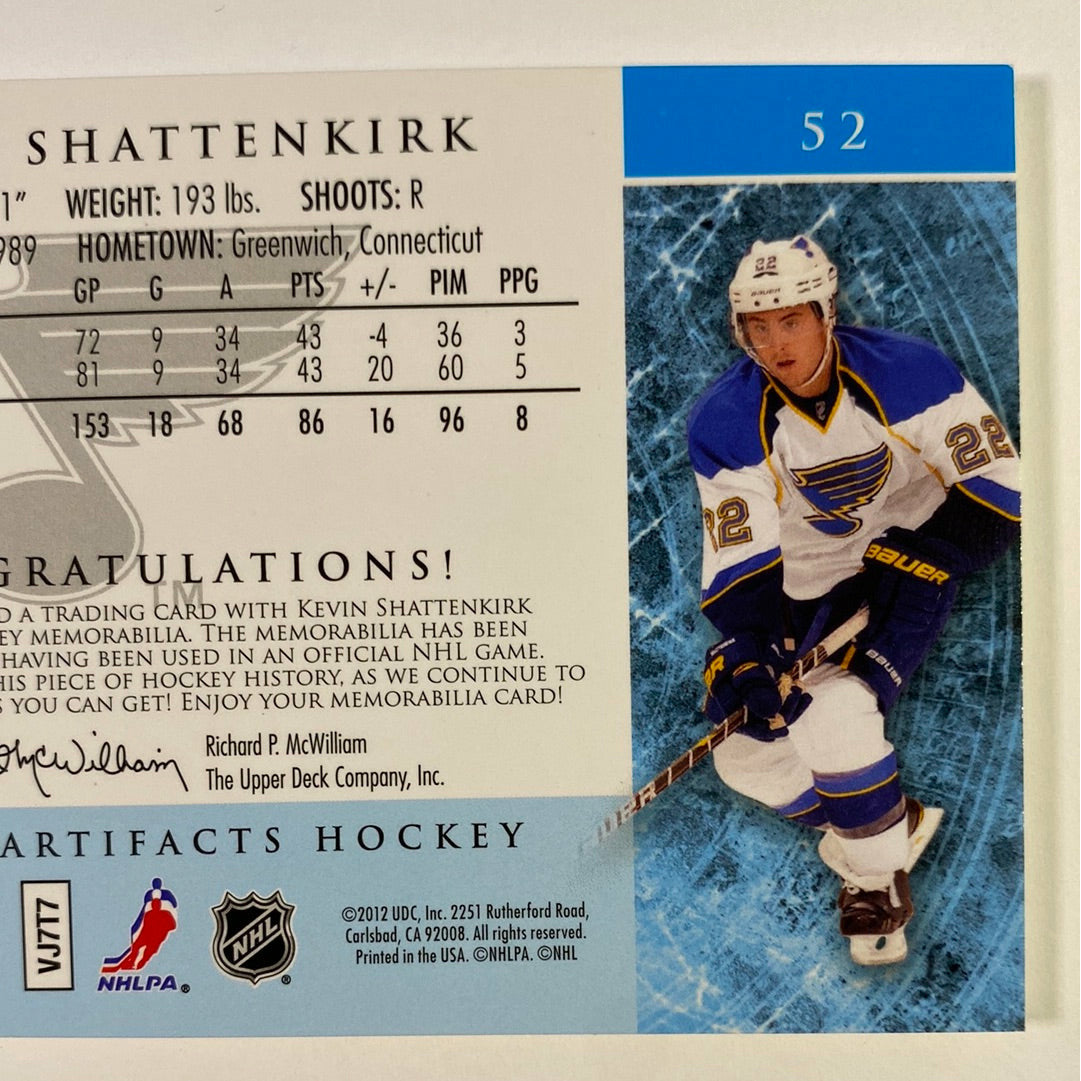 SHATTENKIRK
52
1" WEIGHT: 193 lbs. SHOOTS: R
989 HOMETOWN: Greenwich, Connecticut
GP G A PTS +/- PIM PPG
72 9 34 43 -4 36 3
81 9 34 43 20 60 5
153 18 68 86 16 96 8
GRATULATIONS!
TM
D A TRADING CARD WITH KEVIN SHATTENKIRK
EY MEMORABILIA. THE MEMORABILIA HAS BEEN
HAVING BEEN USED IN AN OFFICIAL NHL GAME.
HIS PIECE OF HOCKEY HISTORY, AS WE CONTINUE TO
S YOU CAN GET! ENJOY YOUR MEMORABILIA CARD!
Richard P. McWilliam
The Upper Deck Company, Inc.
ARTIFACTS HOCKEY
VJ7T7
NHLPA®
NHL ®
©2012 UDC, Inc. 2251 Rutherford Road,
Carlsbad, CA 92008. All rights reserved.
Printed in the USA. ©NHLPA. ©NHL
22
BAUER
22
22
BAUER
BAUER